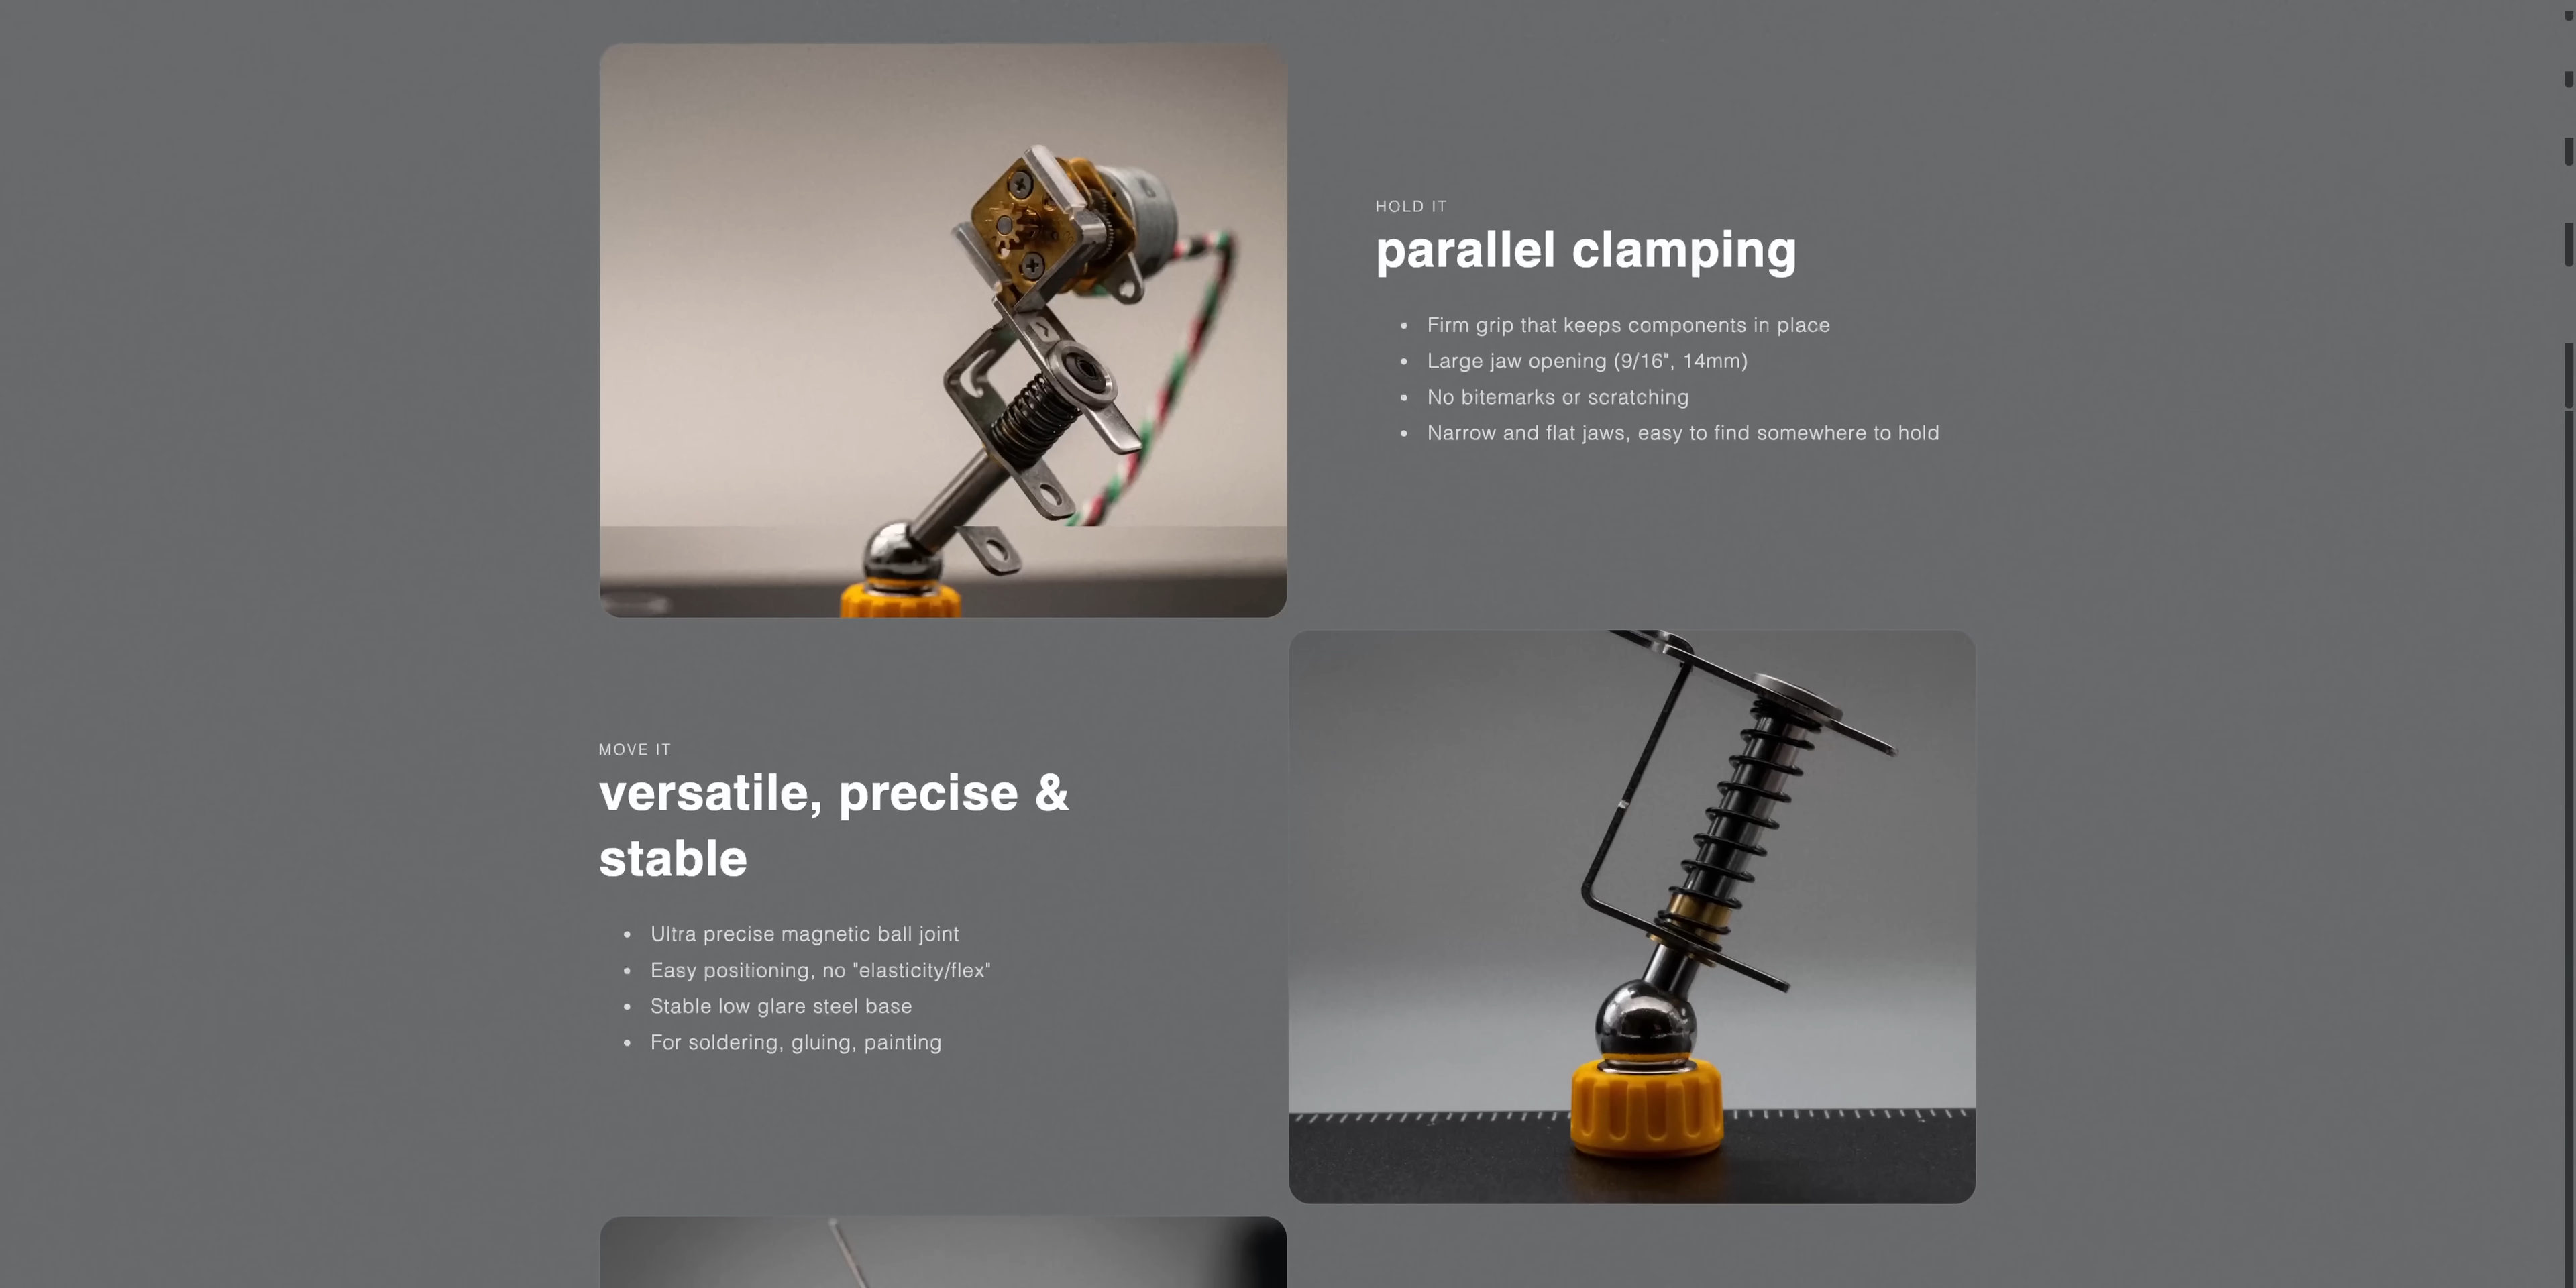 HOLD IT
parallel clamping
• Firm grip that keeps components in place
• Large jaw opening (9/16", 14mm)
• No bitemarks or scratching
• Narrow and flat jaws, easy to find somewhere to hold
MOVE IT
versatile, precise &
stable
• Ultra precise magnetic ball joint
• Easy positioning, no "elasticity/flex"
• Stable low glare steel base
• For soldering, gluing, painting